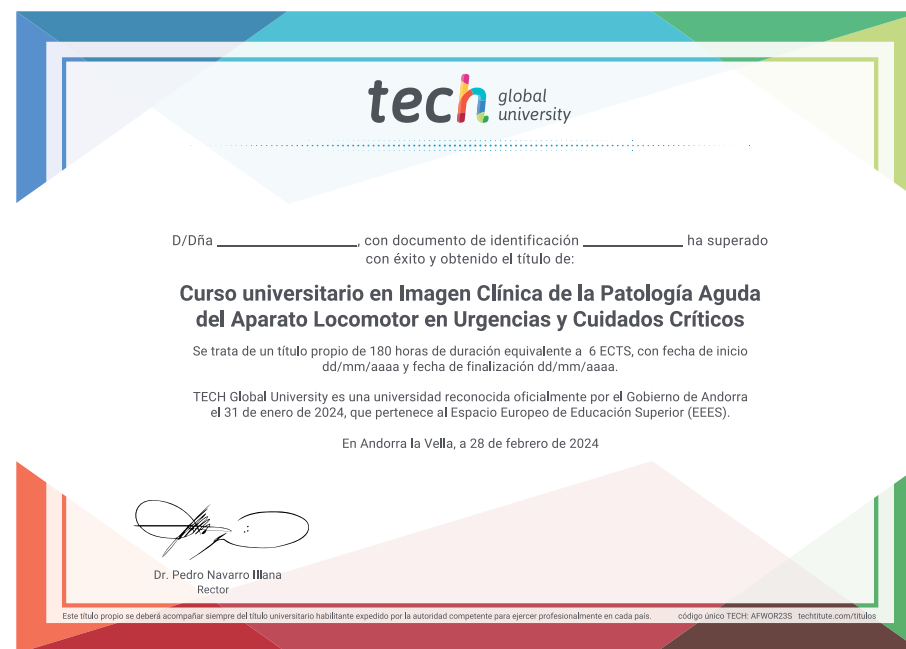 tech global university
D/Dña ____________________, con documento de identificación ______________ ha superado
con éxito y obtenido el título de:
Curso universitario en Imagen Clínica de la Patología Aguda
del Aparato Locomotor en Urgencias y Cuidados Críticos
Se trata de un título propio de 180 horas de duración equivalente a 6 ECTS, con fecha de inicio
dd/mm/aaaa y fecha de finalización dd/mm/aaaa.
TECH Global University es una universidad reconocida oficialmente por el Gobierno de Andorra
el 31 de enero de 2024, que pertenece al Espacio Europeo de Educación Superior (EEES).
En Andorra la Vella, a 28 de febrero de 2024
Dr. Pedro Navarro Illana
Rector
Este título propio se deberá acompañar siempre del título universitario habilitante expedido por la autoridad competente para ejercer profesionalmente en cada país. código único TECH: AFWOR23S techtitute.com/titulos